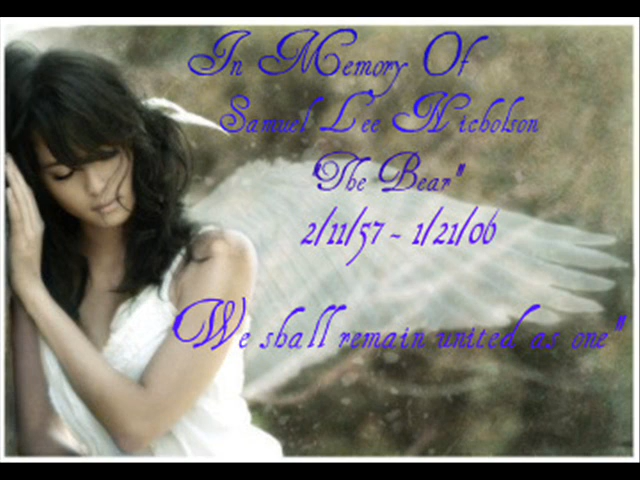 In Memory Of
Samuel Lee Nicholson
"The Bear"
2/11/57 - 1/21/06
"We shall remain united as one"